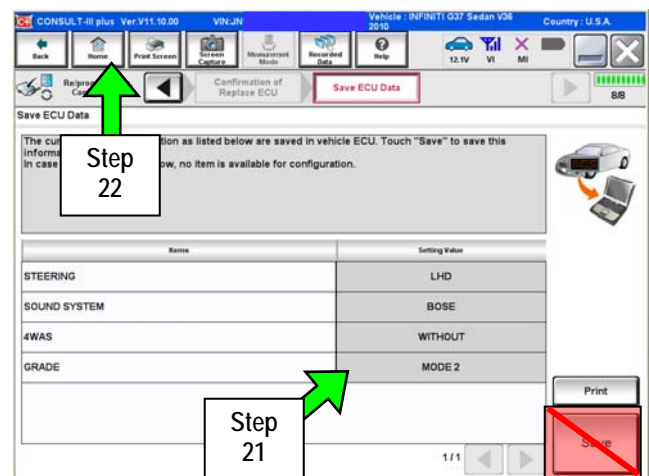 CONSULT-III plus Ver.V11.10.00 VIN:JN Vehicle : INFINITI G37 Sedan V36 2010 Country : U.S.A.
Back Home Print Screen Screen Capture Measurement Mode Recorded Data Help 12.1V VI MI
Confirmation of Replace ECU Save ECU Data 8/8
Save ECU Data
The tion as listed below are saved in vehicle ECU. Touch "Save" to save this
In case ow, no item is available for configuration.
Step
22
Items Setting Value
STEERING LHD
SOUND SYSTEM BOSE
4WAS WITHOUT
GRADE MODE 2
Step
21
Print
Save
1/1